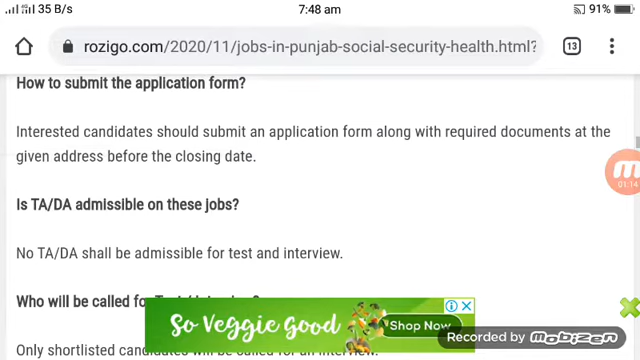 35 B/s 7:48 am 91%
rozigo.com/2020/11/jobs-in-punjab-social-security-health.html? 13
How to submit the application form?
Interested candidates should submit an application form along with required documents at the
given address before the closing date.
01:14
Is TA/DA admissible on these jobs?
No TA/DA shall be admissible for test and interview.
Who will be called for
So Veggie Good
Shop Now
Recorded by mobizen
Only shortlisted candidates will be called for an interview.